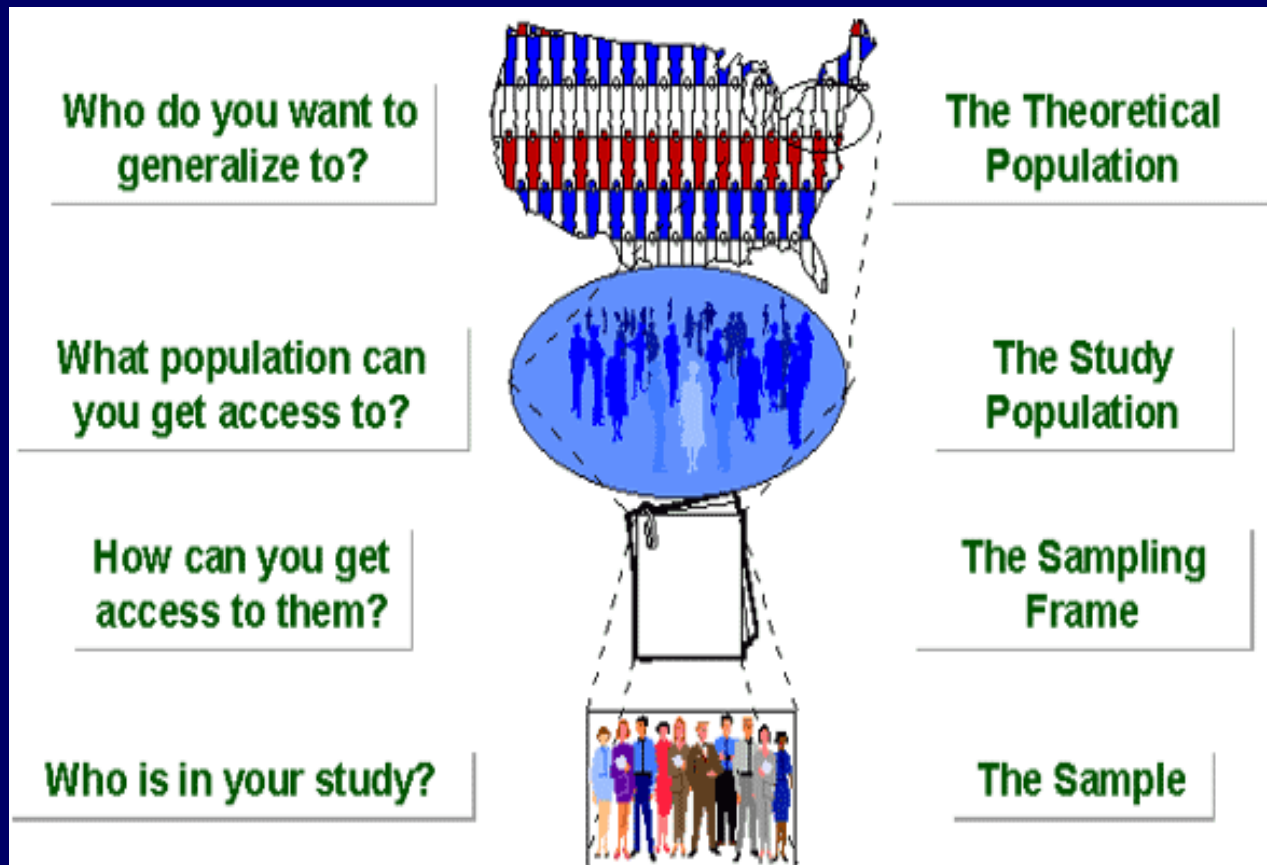 Who do you want to
generalize to?
The Theoretical
Population
What population can
you get access to?
The Study
Population
How can you get
access to them?
The Sampling
Frame
Who is in your study?
The Sample